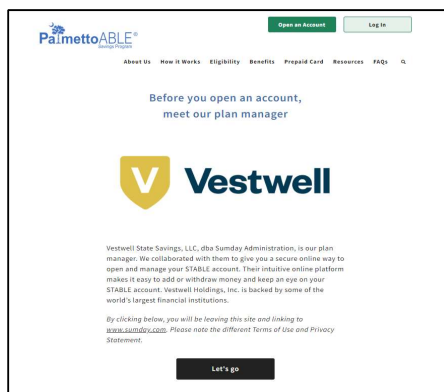 Open an Account Log In
PalmettoABLE®
Savings Program
About Us How it Works Eligibility Benefits Prepaid Card Resources FAQs
Before you open an account,
meet our plan manager
V Vestwell
Vestwell State Savings, LLC, dba Sumday Administration, is our plan
manager. We collaborated with them to give you a secure online way to
open and manage your STABLE account. Their intuitive online platform
makes it easy to add or withdraw money and keep an eye on your
STABLE account. Vestwell Holdings, Inc. is backed by some of the
world's largest financial institutions.
By clicking below, you will be leaving this site and linking to
www.sumday.com. Please note the different Terms of Use and Privacy
Statement.
Let's go